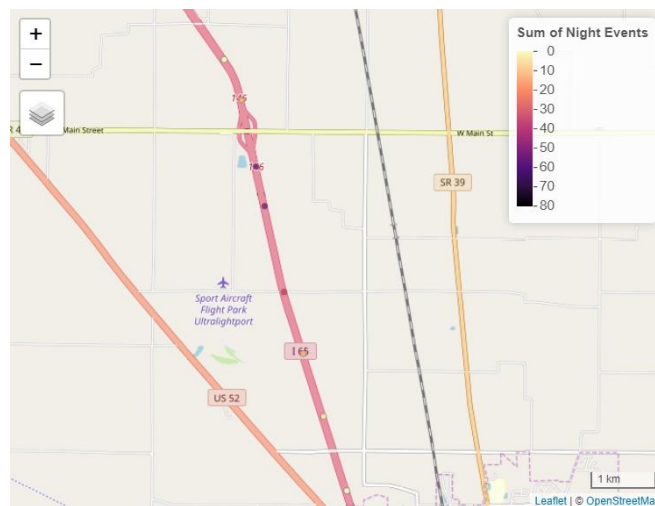 +
−
Sum of Night Events
0
10
20
30
40
50
60
70
80
Main Street
W Main St
SR 39
Sport Aircraft
Flight Park
Ultralightport
I 65
US 52
1 km
Leaflet | © OpenStreetMa